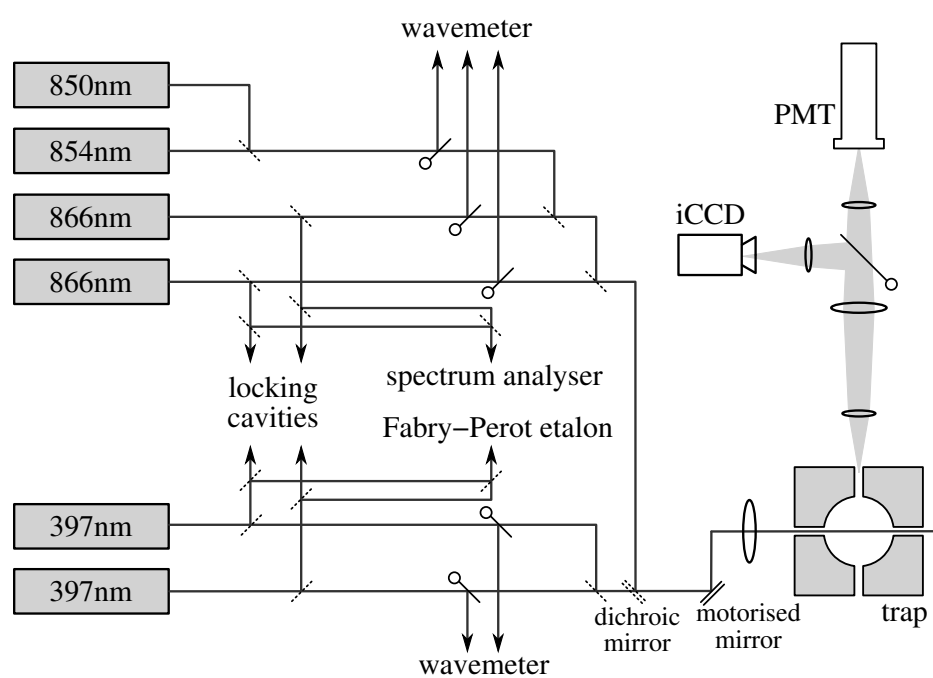 wavemeter
850nm
854nm
866nm
866nm
PMT
iCCD
locking
cavities
spectrum analyser
Fabry−Perot etalon
397nm
397nm
dichroic
mirror
motorised
mirror
trap
wavemeter